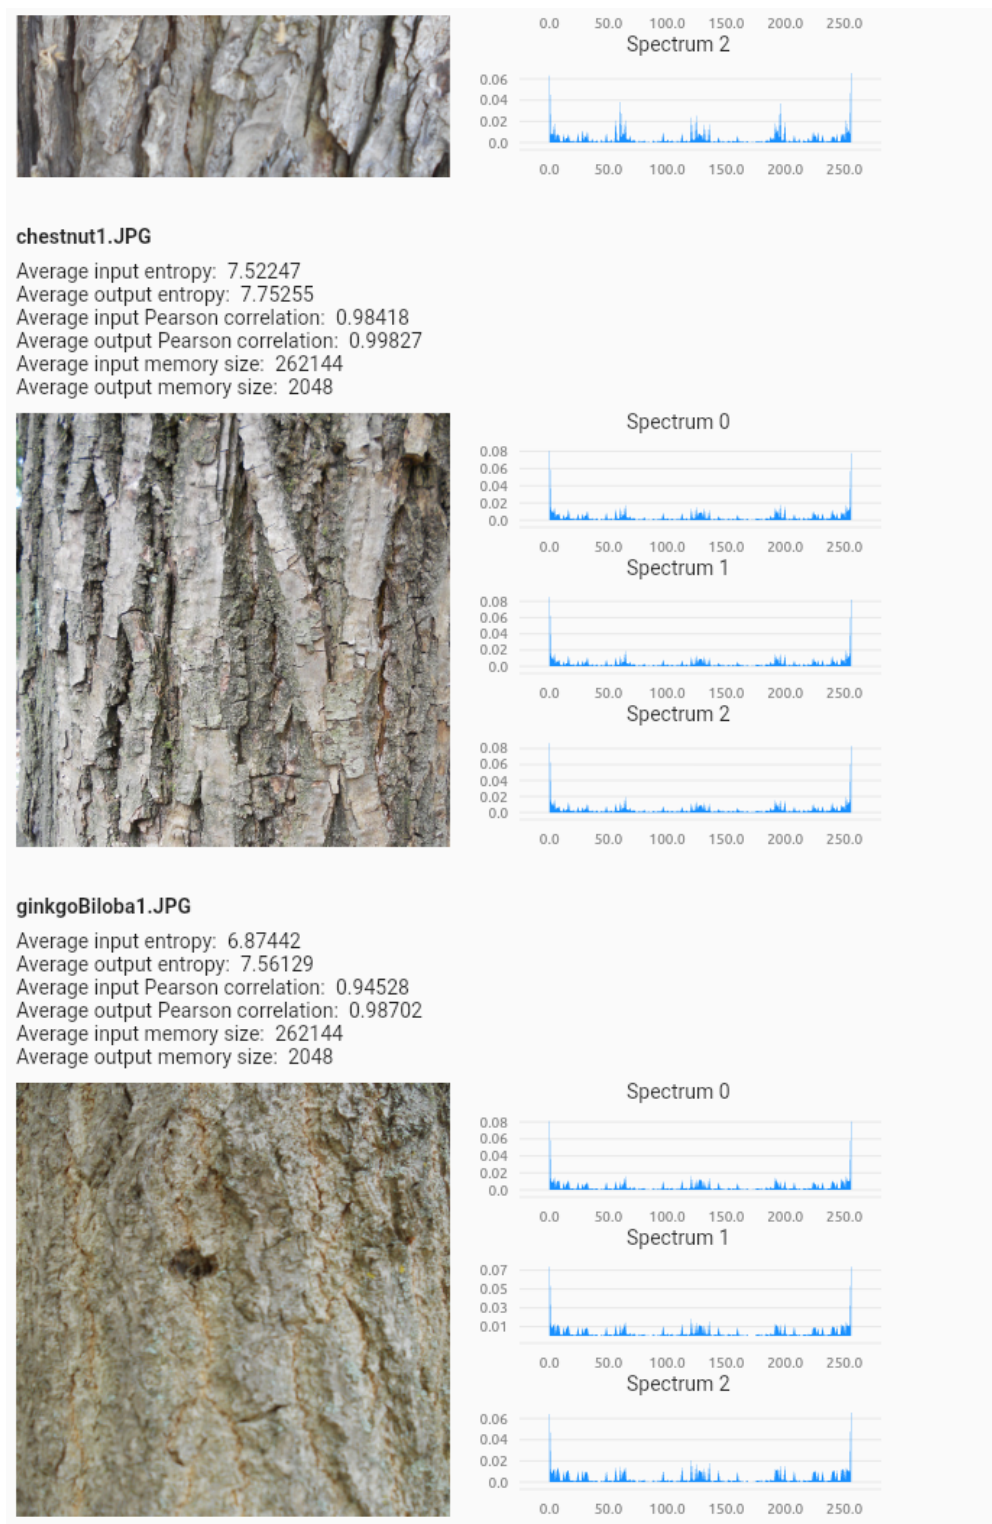 0.0 50.0 100.0 150.0 200.0 250.0
Spectrum 2
0.06
0.04
0.02
0.0
0.0 50.0 100.0 150.0 200.0 250.0
chestnut1.JPG
Average input entropy: 7.52247
Average output entropy: 7.75255
Average input Pearson correlation: 0.98418
Average output Pearson correlation: 0.99827
Average input memory size: 262144
Average output memory size: 2048
Spectrum 0
0.08
0.06
0.04
0.02
0.0
0.0 50.0 100.0 150.0 200.0 250.0
Spectrum 1
0.08
0.06
0.04
0.02
0.0
0.0 50.0 100.0 150.0 200.0 250.0
Spectrum 2
0.08
0.06
0.04
0.02
0.0
0.0 50.0 100.0 150.0 200.0 250.0
ginkgoBiloba1.JPG
Average input entropy: 6.87442
Average output entropy: 7.56129
Average input Pearson correlation: 0.94528
Average output Pearson correlation: 0.98702
Average input memory size: 262144
Average output memory size: 2048
Spectrum 0
0.08
0.06
0.04
0.02
0.0
0.0 50.0 100.0 150.0 200.0 250.0
Spectrum 1
0.07
0.05
0.03
0.01
0.0 50.0 100.0 150.0 200.0 250.0
Spectrum 2
0.06
0.04
0.02
0.0
0.0 50.0 100.0 150.0 200.0 250.0